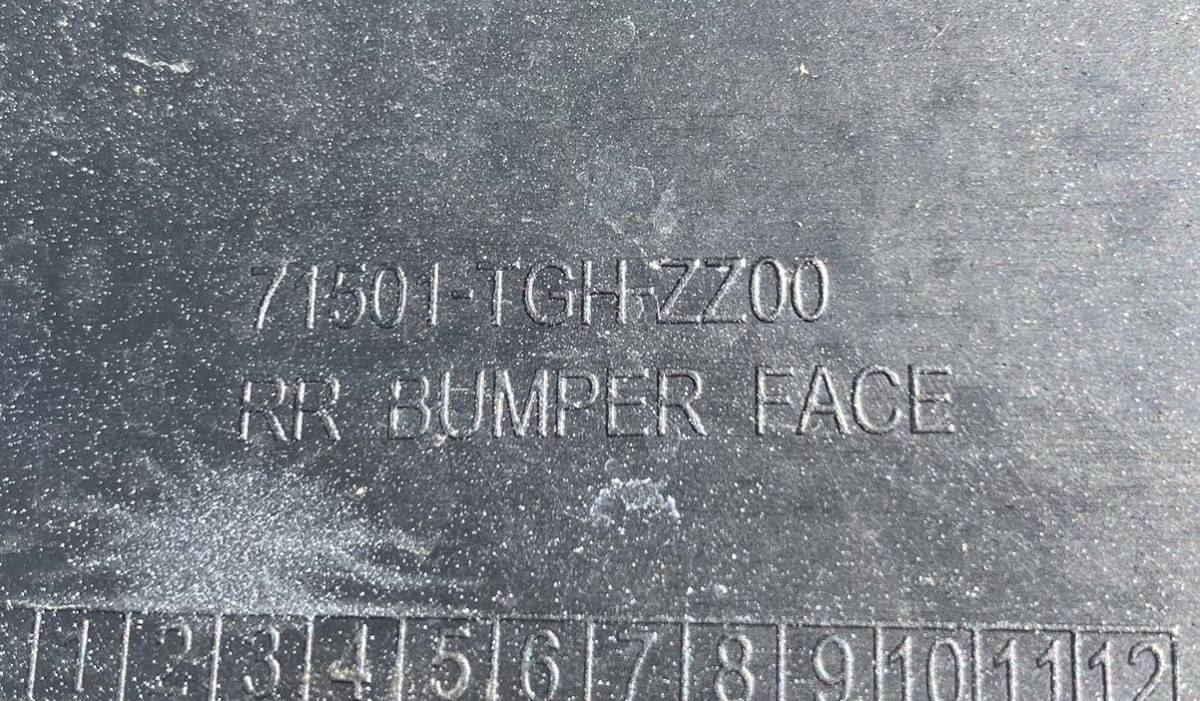 71501-TGH-ZZ00
RR BUMPER FACE
1 2 3 4 5 6 7 8 9 10 11 12